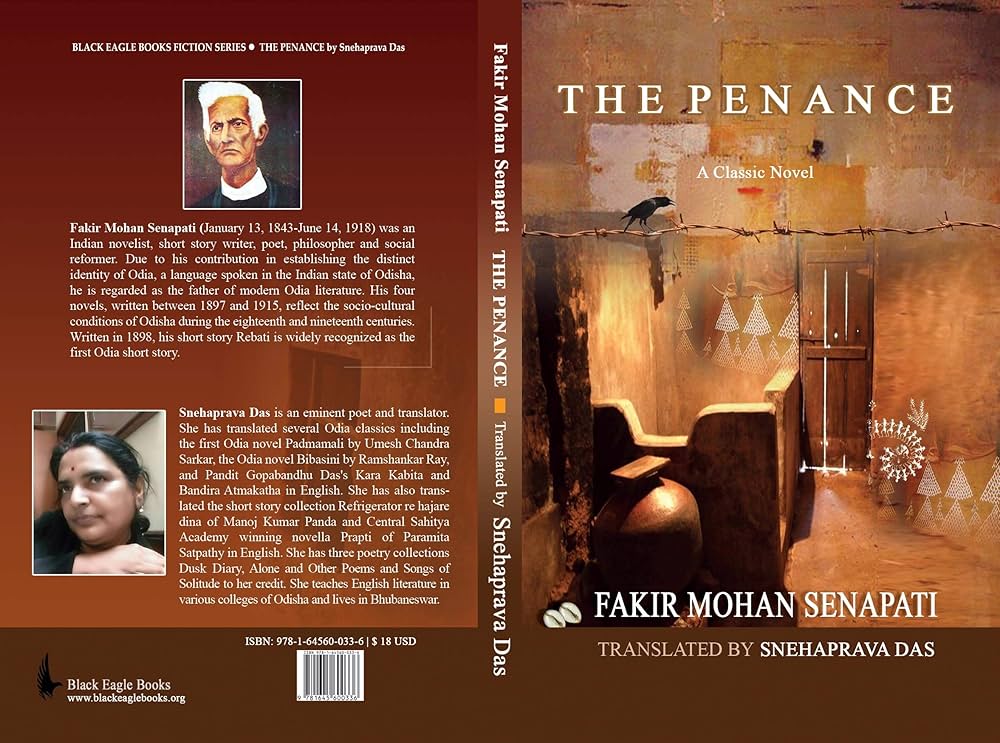 BLACK EAGLE BOOKS FICTION SERIES ● THE PENANCE by Snehaprava Das
Fakir Mohan Senapati (January 13, 1843-June 14, 1918) was an
Indian novelist, short story writer, poet, philosopher and social
reformer. Due to his contribution in establishing the distinct
identity of Odia, a language spoken in the Indian state of Odisha,
he is regarded as the father of modern Odia literature. His four
novels, written between 1897 and 1915, reflect the socio-cultural
conditions of Odisha during the eighteenth and nineteenth centuries.
Written in 1898, his short story Rebati is widely recognized as the
first Odia short story.
Snehaprava Das is an eminent poet and translator.
She has translated several Odia classics including
the first Odia novel Padmamali by Umesh Chandra
Sarkar, the Odia novel Bibasini by Ramshankar Ray,
and Pandit Gopabandhu Das's Kara Kabita and
Bandira Atmakatha in English. She has also trans-
lated the short story collection Refrigerator re hajare
dina of Manoj Kumar Panda and Central Sahitya
Academy winning novella Prapti of Paramita
Satpathy in English. She has three poetry collections
Dusk Diary, Alone and Other Poems and Songs of
Solitude to her credit. She teaches English literature in
various colleges of Odisha and lives in Bhubaneswar.
ISBN: 978-1-64560-033-6 | $ 18 USD
ISBN 978-1-64560-033-6
9 781645 600336
Black Eagle Books
www.blackeaglebooks.org
Fakir Mohan Senapati THE PENANCE Translated by Snehaprava Das
THE PENANCE
A Classic Novel
FAKIR MOHAN SENAPATI
TRANSLATED BY SNEHAPRAVA DAS